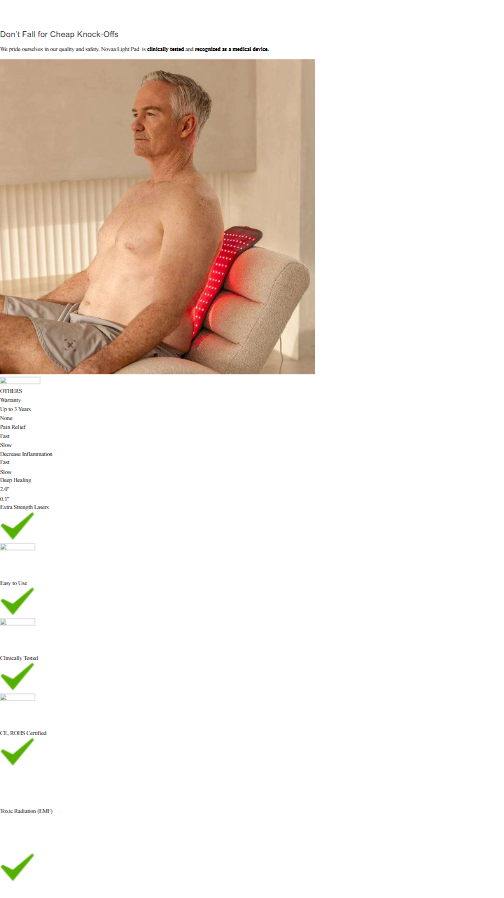 Don't Fall for Cheap Knock-Offs
We pride ourselves in our quality and safety. Novaa Light Pad is clinically tested and recognized as a medical device.
OTHERS
Warranty
Up to 3 Years
None
Pain Relief
Fast
Slow
Decrease Inflammation
Fast
Slow
Deep Healing
2.0"
0.1"
Extra Strength Lasers
Easy to Use
Clinically Tested
CE, ROHS Certified
Toxic Radiation (EMF)